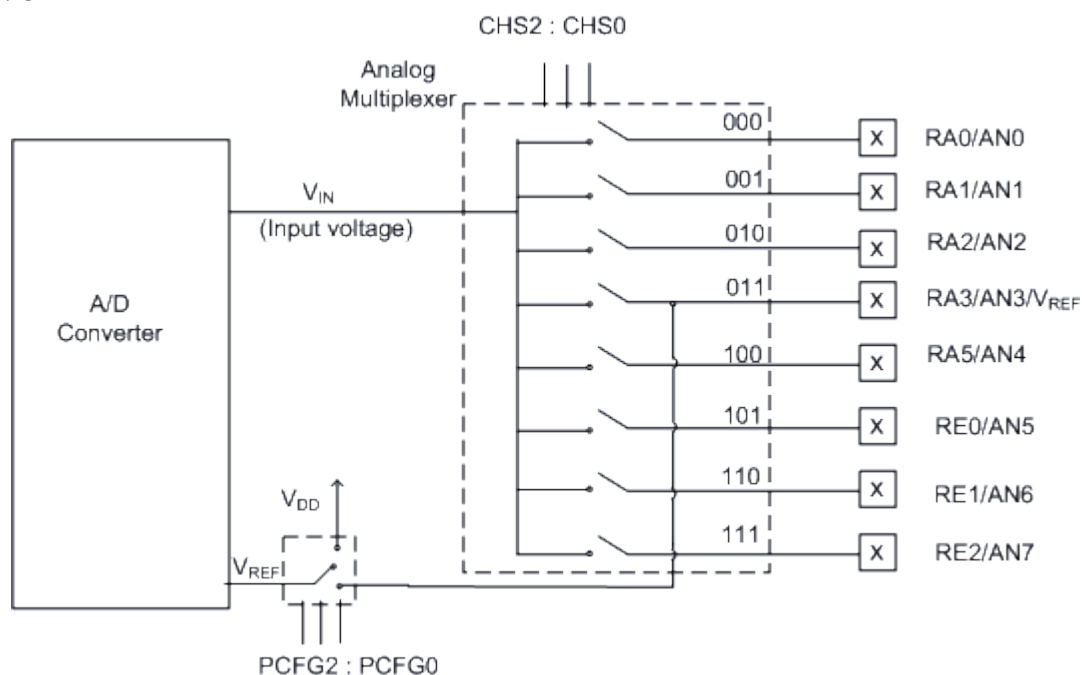 CHS2 : CHS0
Analog
Multiplexer
000
X
RA0/AN0
001
X
RA1/AN1
VIN
(Input voltage)
010
X
RA2/AN2
A/D
Converter
011
X
RA3/AN3/VREF
100
X
RA5/AN4
101
X
RE0/AN5
110
X
RE1/AN6
VDD
111
X
RE2/AN7
VREF
PCFG2 : PCFG0